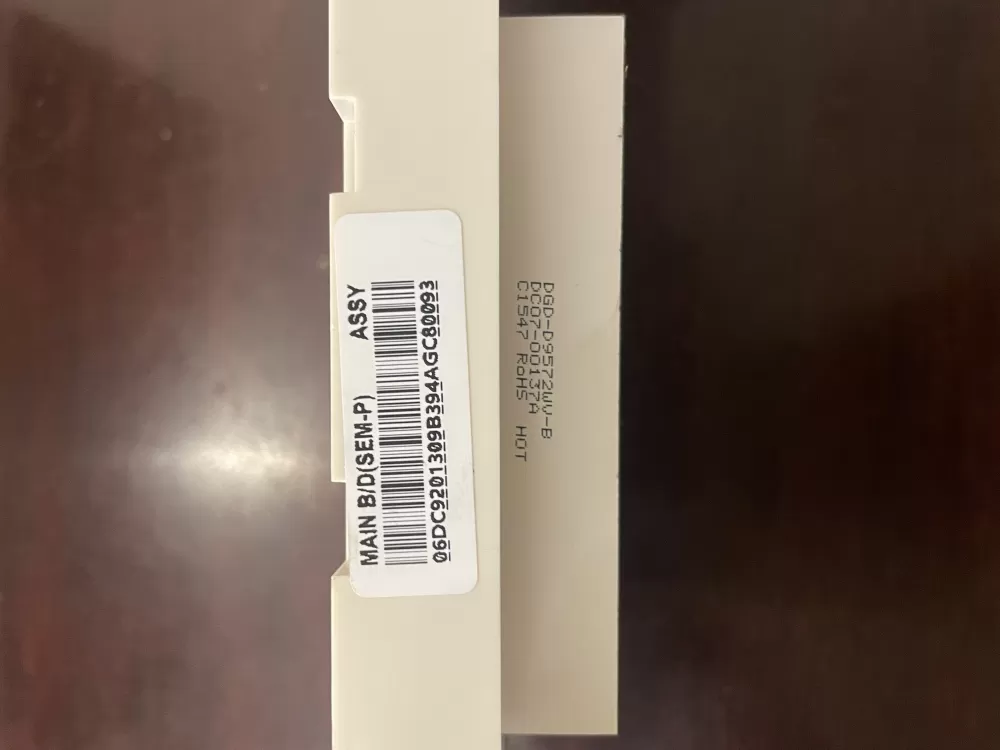 MAIN B/D(SEM-P) ASSY
06DC9201309B394AGC80093
DGD-D9572WV-B
DC07-00137A
C1547 RoHS HOT